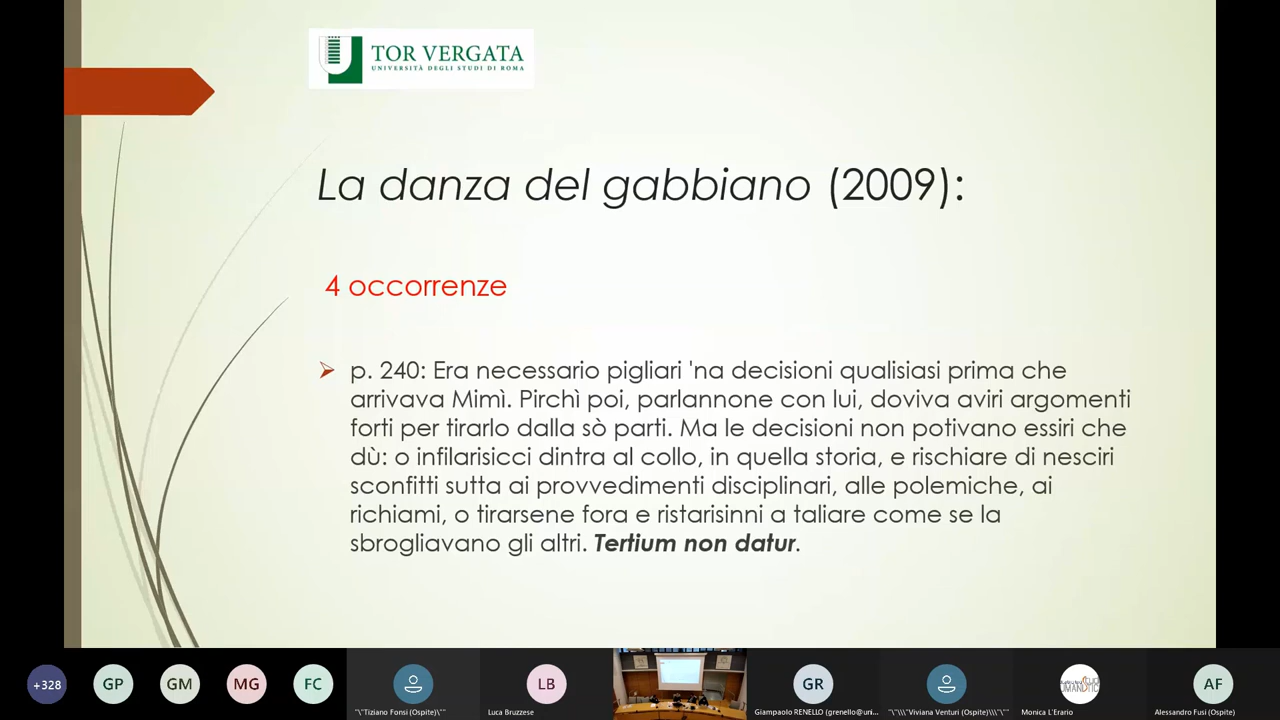 TOR VERGATA
UNIVERSITÀ DEGLI STUDI DI ROMA
La danza del gabbiano (2009):
4 occorrenze
p. 240: Era necessario pigliari 'na decisioni qualisiasi prima che
arrivava Mimì. Pirchì poi, parlannone con lui, doviva aviri argomenti
forti per tirarlo dalla sò parti. Ma le decisioni non potivano essiri che
dù: o infilarisicci dintra al collo, in quella storia, e rischiare di nesciri
sconfitti sutta ai provvedimenti disciplinari, alle polemiche, ai
richiami, o tirarsene fora e ristarisinni a taliare come se la
sbrogliavano gli altri. Tertium non datur.
+328
GP
GM
MG
FC
"\"Tiziano Fonsi (Ospite)\""
LB
Luca Bruzzese
GR
Giampaolo RENELLO (grenello@uni...
"\"\\\"Viviana Venturi (Ospite)\\\"\""
Monica L'Erario
AF
Alessandro Fusi (Ospite)